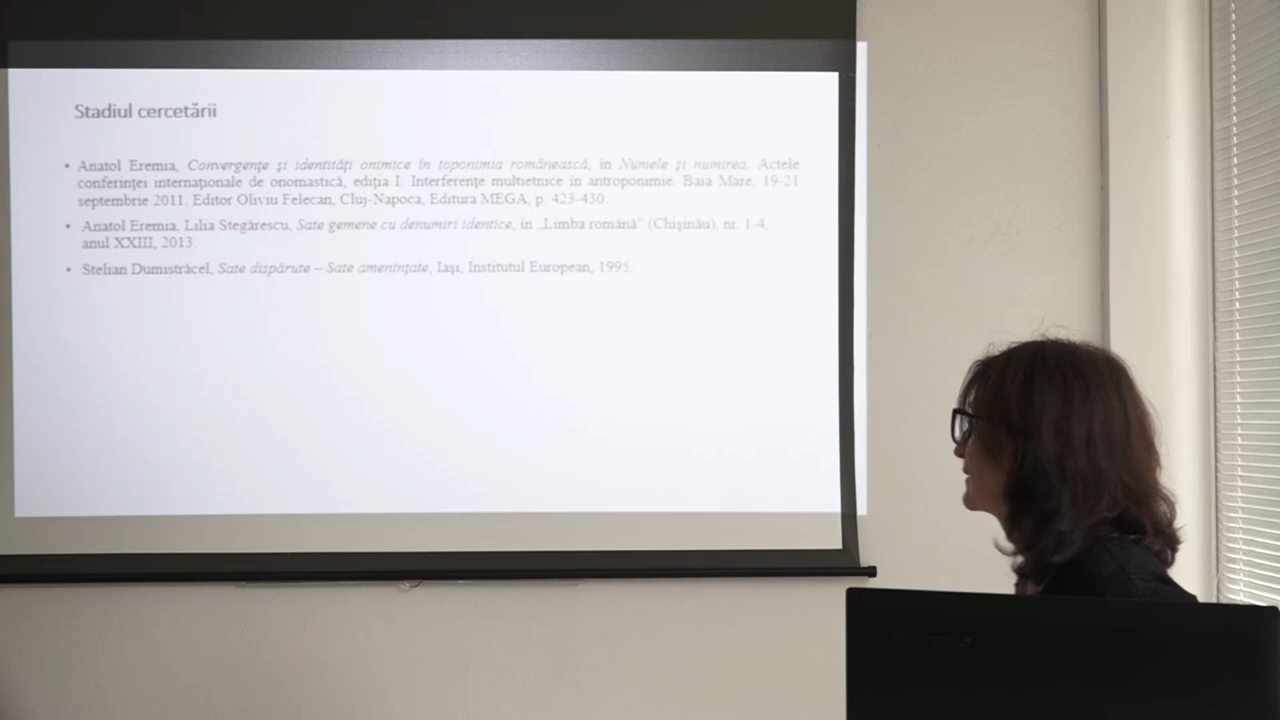 Stadiul cercetării
• Anatol Eremia, Convergențe și identități onimice în toponimia românească, în Numele și numirea. Actele
conferinței internaționale de onomastică, ediția I: Interferențe multietnice în antroponimie. Baia Mare, 19-21
septembrie 2011. Editor Oliviu Felecan, Cluj-Napoca, Editura MEGA, p. 423-430.
• Anatol Eremia, Lilia Stegărescu, Sate gemene cu denumiri identice, în „Limba română” (Chișinău), nr. 1-4,
anul XXIII, 2013.
• Stelian Dumistrăcel, Sate dispărute – Sate amenințate, Iași, Institutul European, 1995.